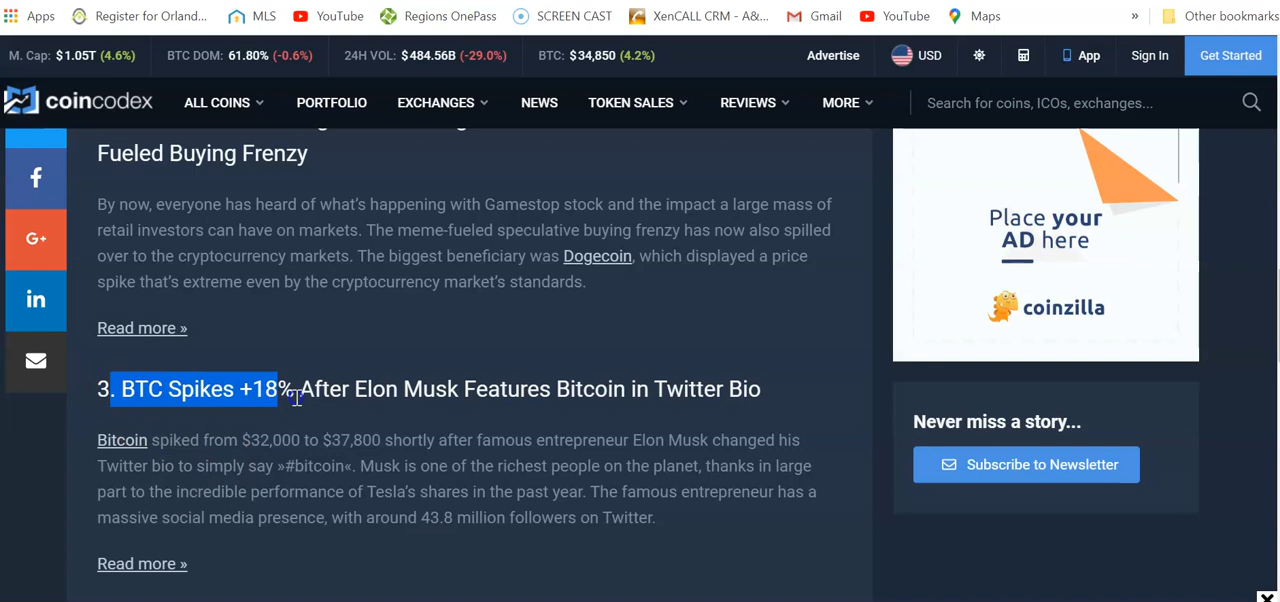 Apps Register for Orland... MLS YouTube Regions OnePass SCREEN CAST XenCALL CRM - A&... Gmail YouTube Maps » Other bookmarks
M. Cap: $1.05T (4.6%) BTC DOM: 61.80% (-0.6%) 24H VOL: $484.56B (-29.0%) BTC: $34,850 (4.2%) Advertise USD App Sign In Get Started
coincodex ALL COINS PORTFOLIO EXCHANGES NEWS TOKEN SALES REVIEWS MORE Search for coins, ICOs, exchanges...
Fueled Buying Frenzy
By now, everyone has heard of what's happening with Gamestop stock and the impact a large mass of
retail investors can have on markets. The meme-fueled speculative buying frenzy has now also spilled
over to the cryptocurrency markets. The biggest beneficiary was Dogecoin, which displayed a price
spike that's extreme even by the cryptocurrency market's standards.
Read more »
3. BTC Spikes +18% After Elon Musk Features Bitcoin in Twitter Bio
Bitcoin spiked from $32,000 to $37,800 shortly after famous entrepreneur Elon Musk changed his
Twitter bio to simply say »#bitcoin«. Musk is one of the richest people on the planet, thanks in large
part to the incredible performance of Tesla's shares in the past year. The famous entrepreneur has a
massive social media presence, with around 43.8 million followers on Twitter.
Read more »
f
G+
in
Place your
AD here
coinzilla
Never miss a story...
Subscribe to Newsletter